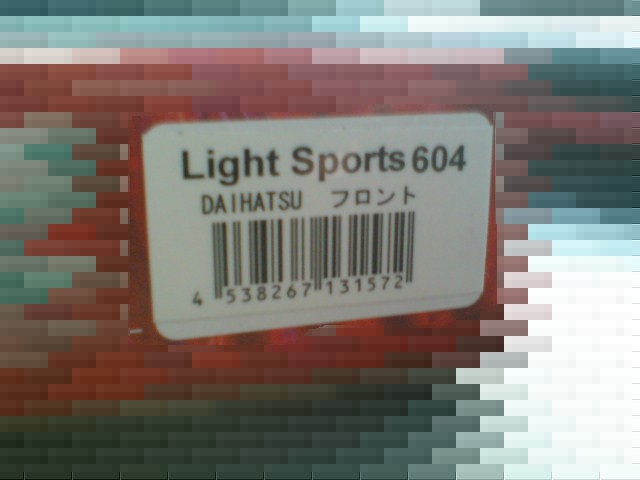 Light Sports 604
DAIHATSU フロント
4 538267 131572